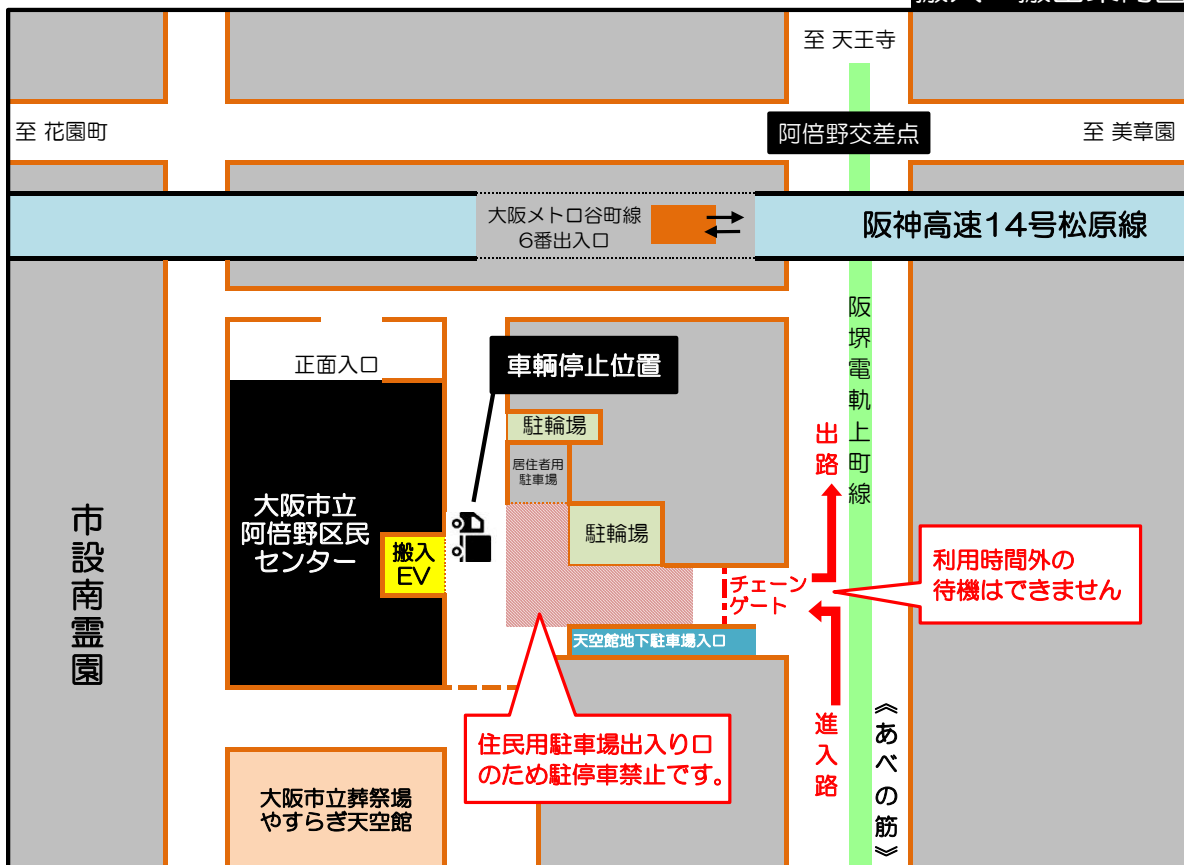 至 天王寺
至 花園町
阿倍野交差点
至 美章園
大阪メトロ谷町線
6番出入口
阪神高速14号松原線
阪堺電軌上町線
正面入口
車輌停止位置
駐輪場
居住者用
駐車場
出路
大阪市立
阿倍野区民
センター
搬入
EV
駐輪場
市設南霊園
チェーン
ゲート
利用時間外の
待機はできません
天空館地下駐車場入口
進入路
《あべの筋》
住民用駐車場出入り口
のため駐停車禁止です。
大阪市立葬祭場
やすらぎ天空館